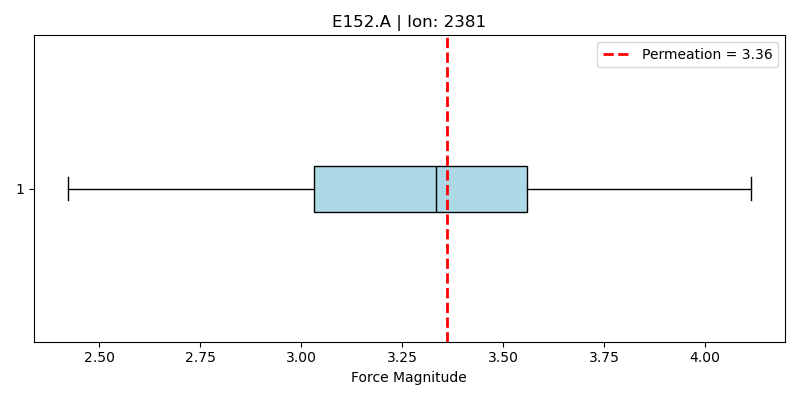 E152.A | Ion: 2381
Permeation = 3.36
1
2.50 2.75 3.00 3.25 3.50 3.75 4.00
Force Magnitude